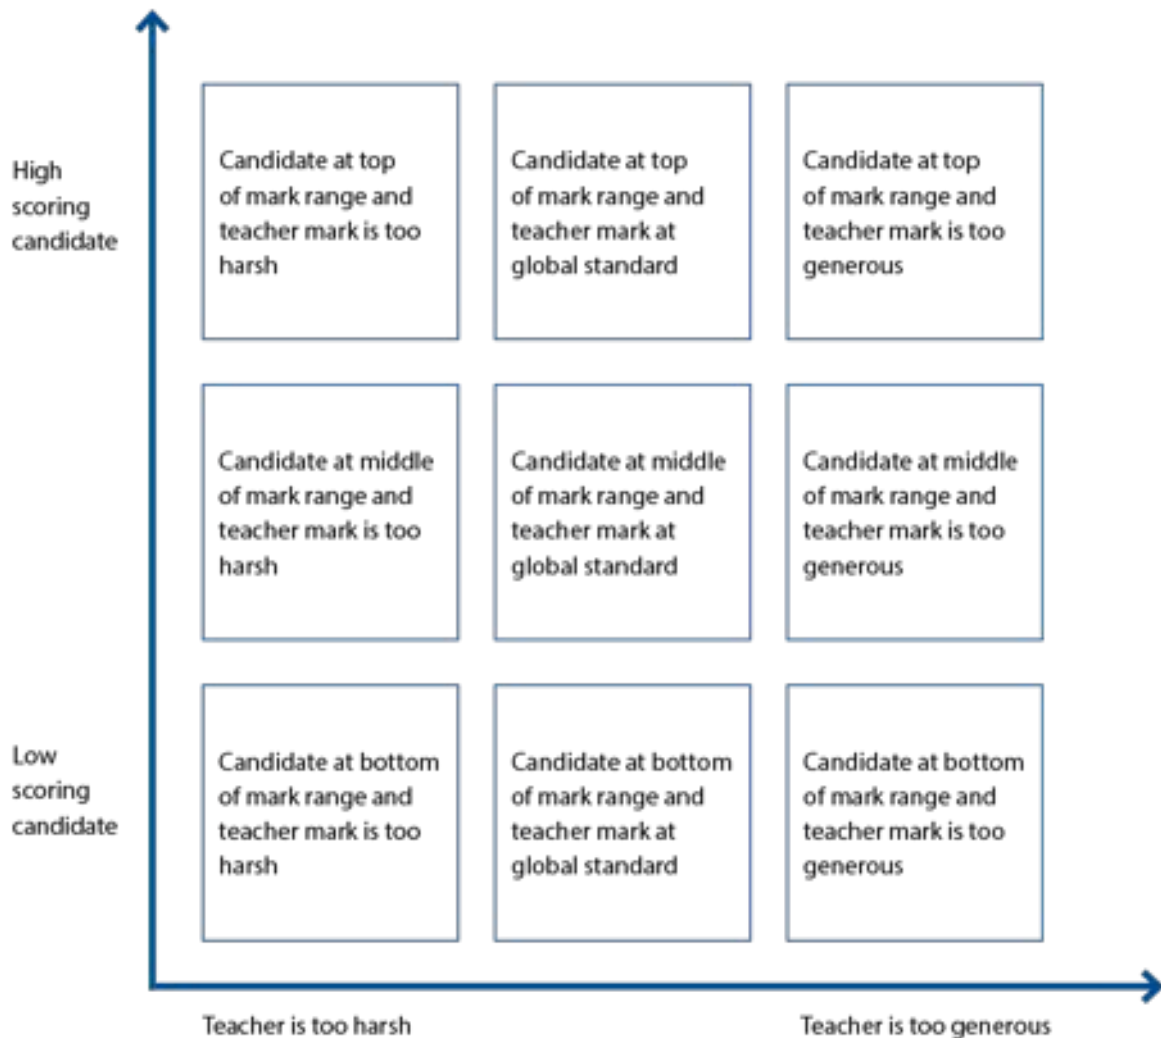 High
scoring
candidate
Candidate at top
of mark range and
teacher mark is too
harsh
Candidate at top
of mark range and
teacher mark at
global standard
Candidate at top
of mark range and
teacher mark is too
generous
Candidate at middle
of mark range and
teacher mark is too
harsh
Candidate at middle
of mark range and
teacher mark at
global standard
Candidate at middle
of mark range and
teacher mark is too
generous
Low
scoring
candidate
Candidate at bottom
of mark range and
teacher mark is too
harsh
Candidate at bottom
of mark range and
teacher mark at
global standard
Candidate at bottom
of mark range and
teacher mark is too
generous
Teacher is too harsh
Teacher is too generous